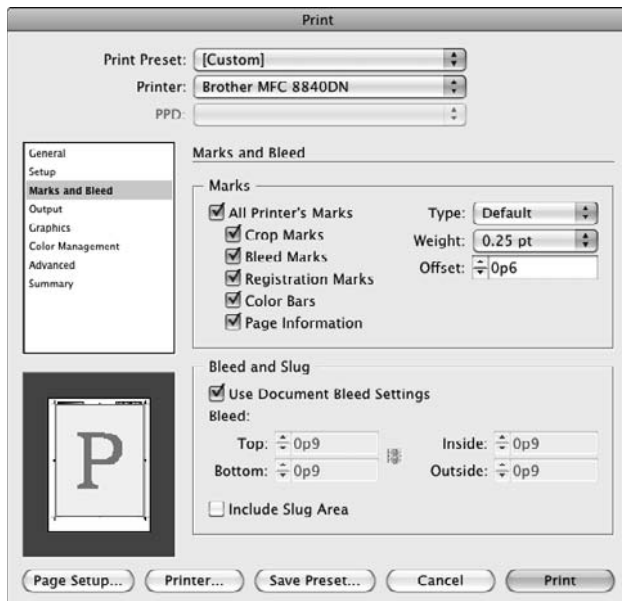 Print
Print Preset: [Custom]
Printer: Brother MFC 8840DN
PPD:
General
Setup
Marks and Bleed
Output
Graphics
Color Management
Advanced
Summary
Marks and Bleed
Marks
All Printer's Marks
Crop Marks
Bleed Marks
Registration Marks
Color Bars
Page Information
Type: Default
Weight: 0.25 pt
Offset: 0p6
P
Bleed and Slug
Use Document Bleed Settings
Bleed:
Top: 0p9 Inside: 0p9
Bottom: 0p9 Outside: 0p9
Include Slug Area
Page Setup... Printer... Save Preset... Cancel Print